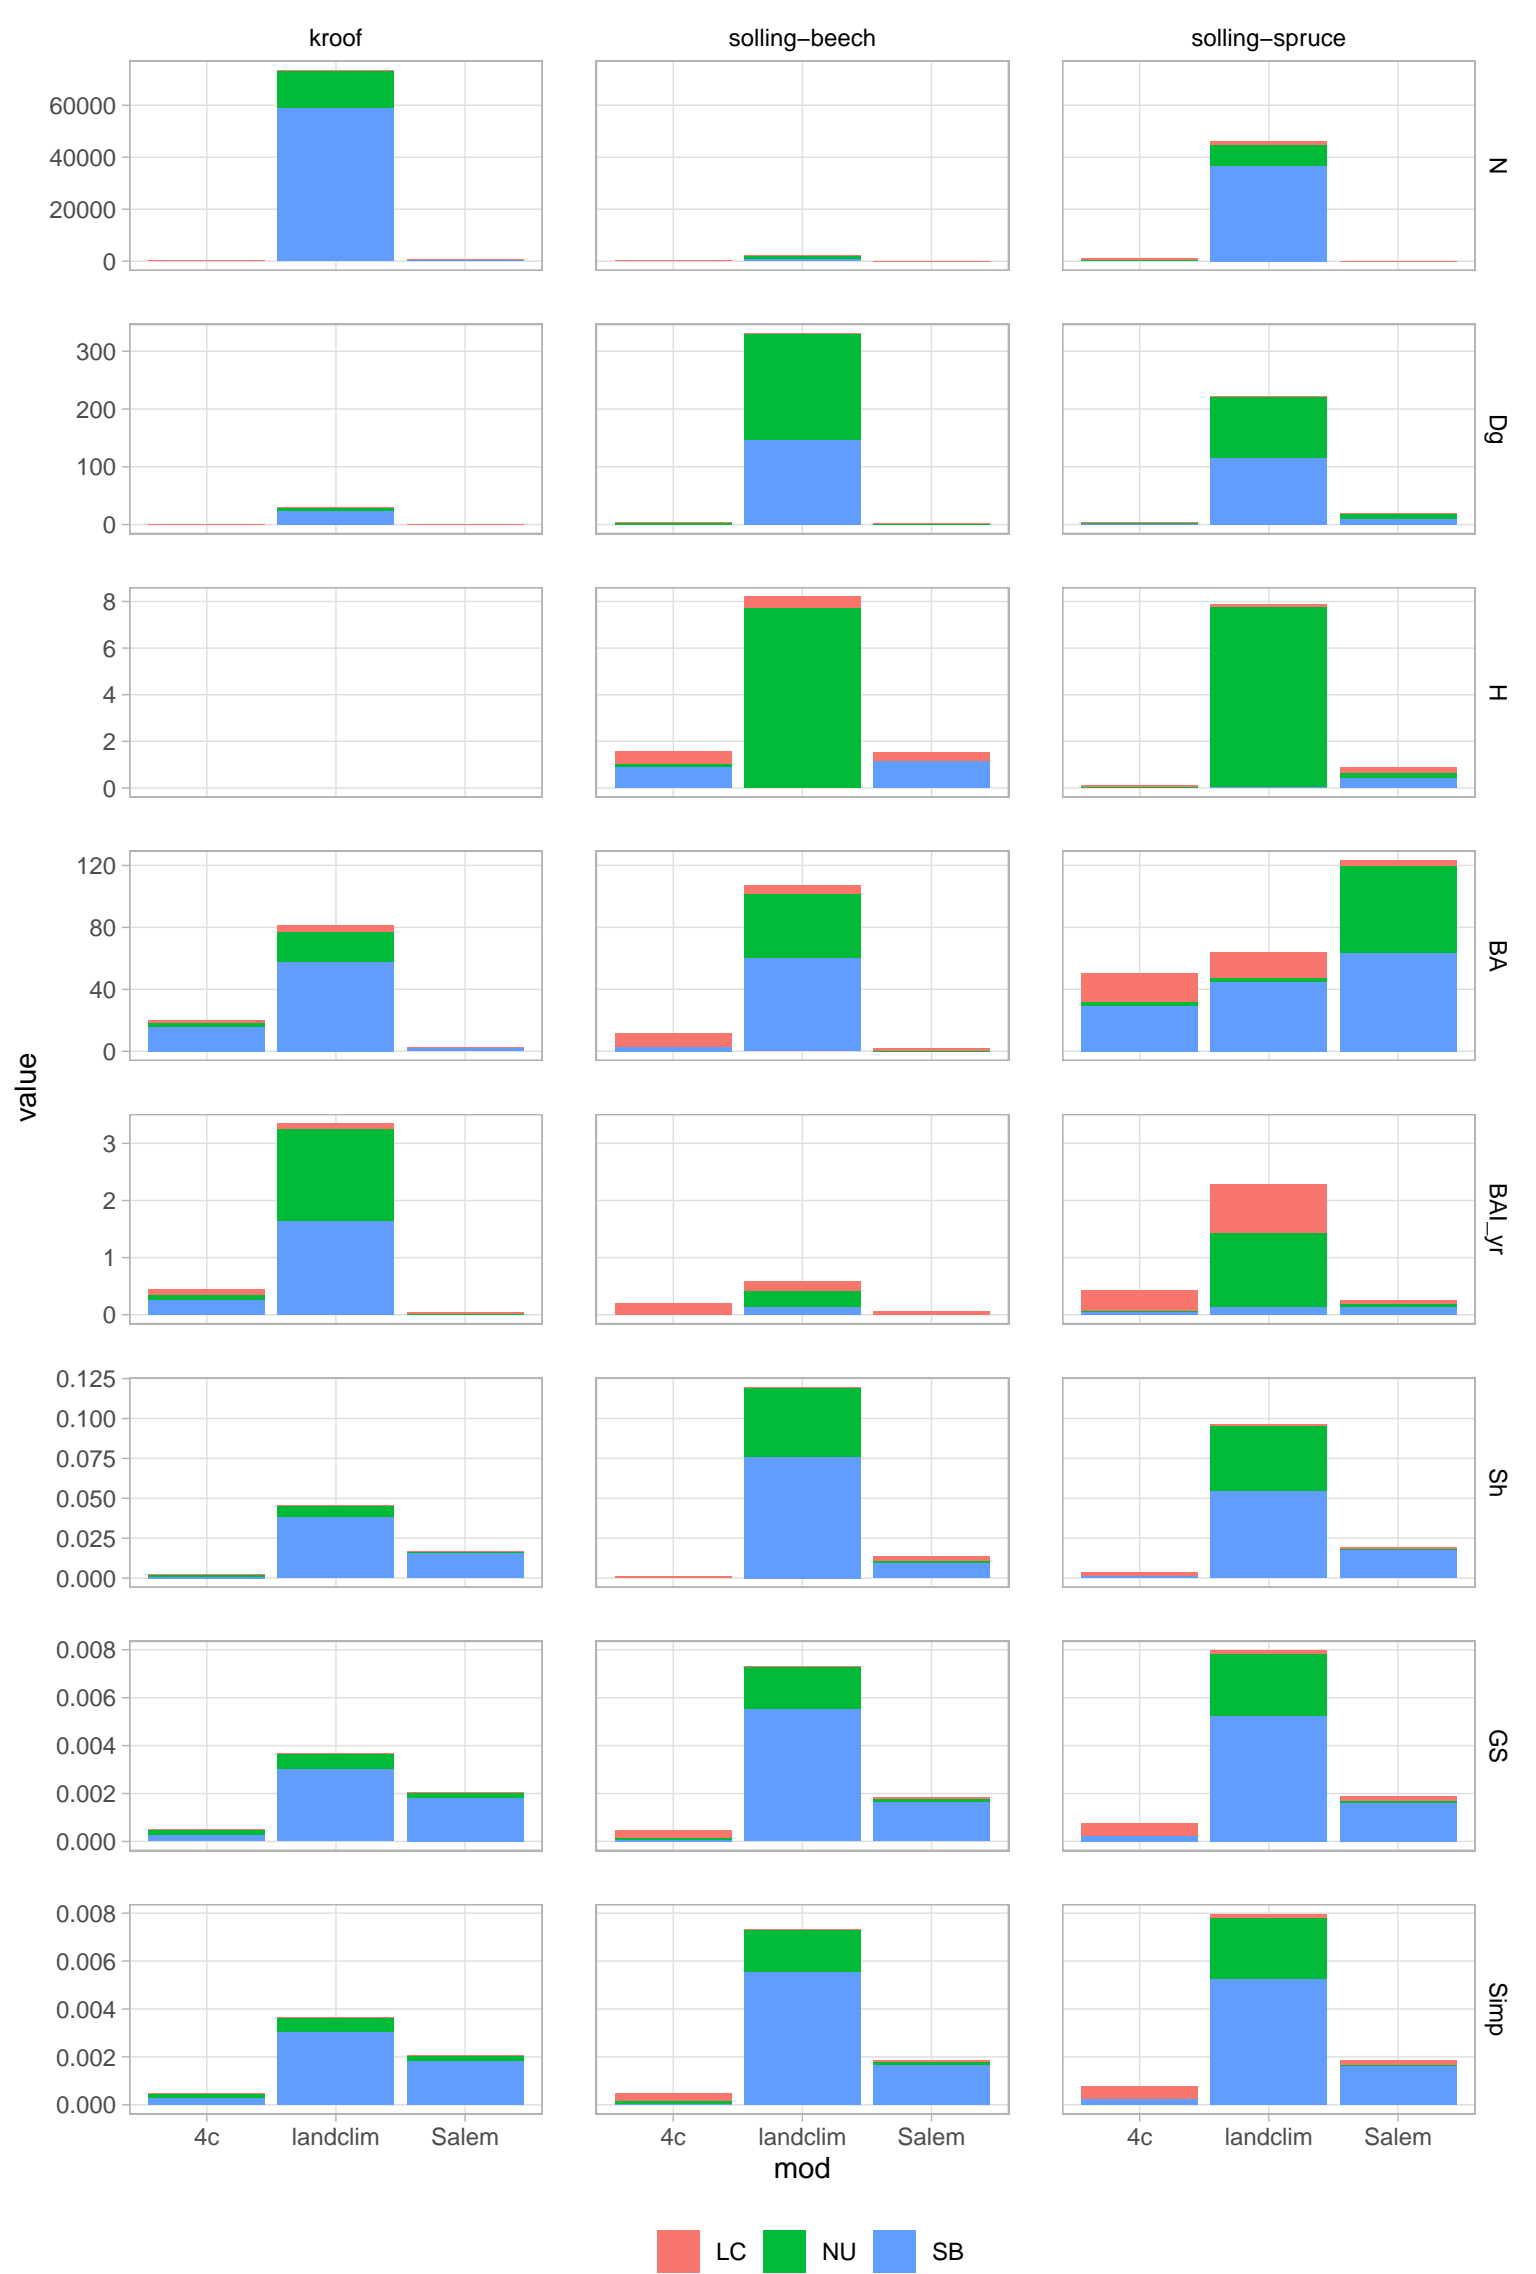 kroof solling−beech solling−spruce
60000
40000
20000
0
N
300
200
100
0
Dg
8
6
4
2
0
H
120
80
40
0
BA
value
3
2
1
0
BAI_yr
0.125
0.100
0.075
0.050
0.025
0.000
Sh
0.008
0.006
0.004
0.002
0.000
GS
0.008
0.006
0.004
0.002
0.000
Simp
4c landclim Salem 4c landclim Salem 4c landclim Salem
mod
LC NU SB